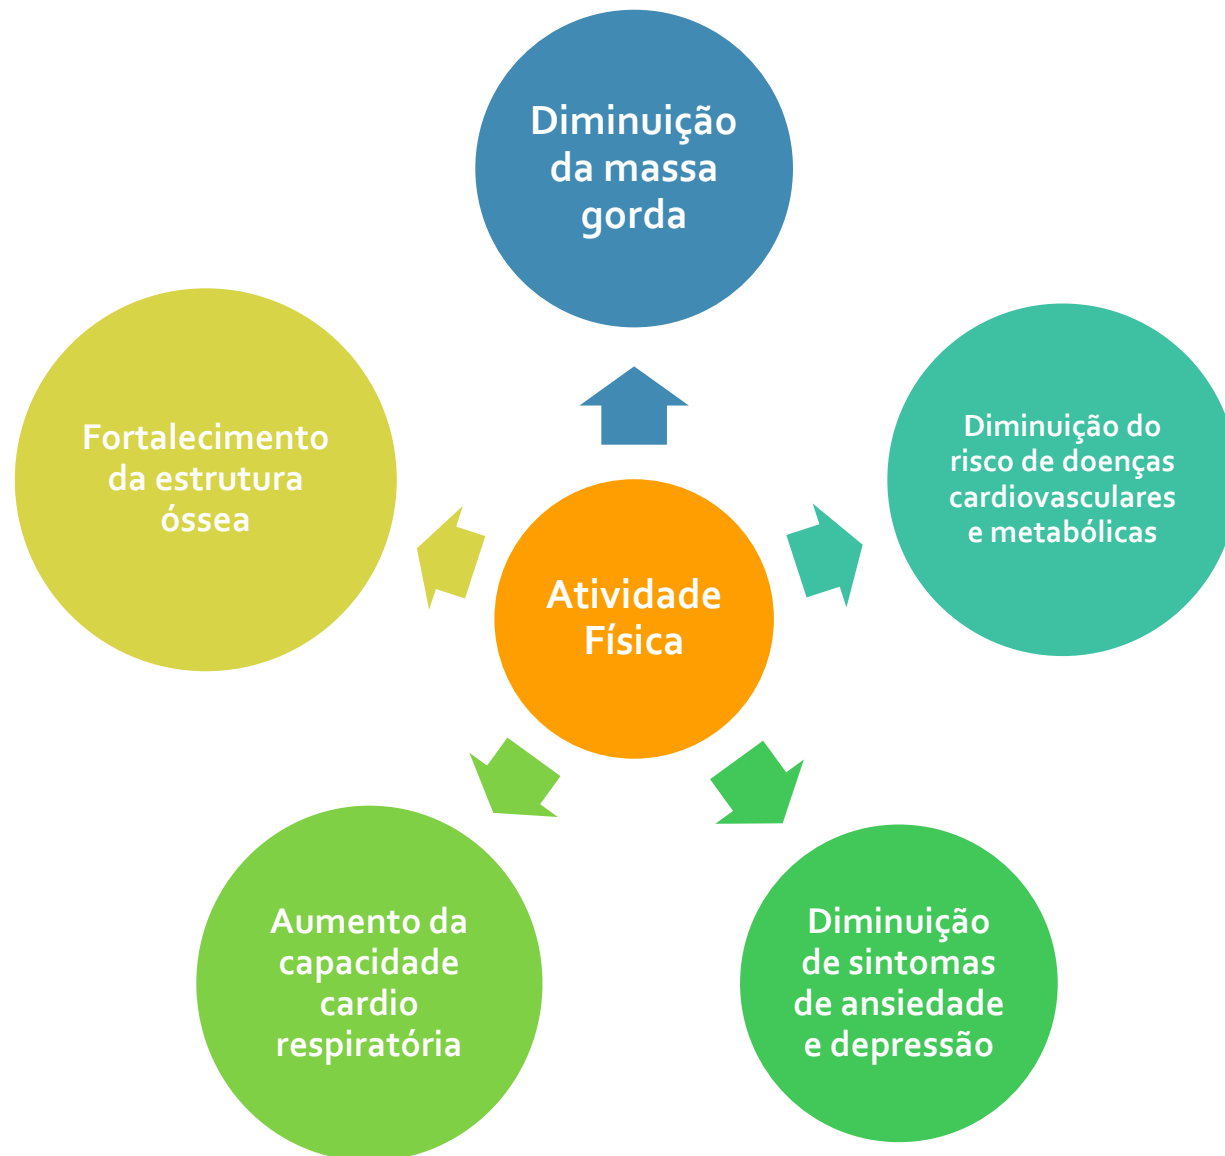 Diminuição
da massa
gorda
Diminuição do
risco de doenças
cardiovasculares
e metabólicas
Diminuição
de sintomas
de ansiedade
e depressão
Aumento da
capacidade
cardio
respiratória
Fortalecimento
da estrutura
óssea
Atividade
Física